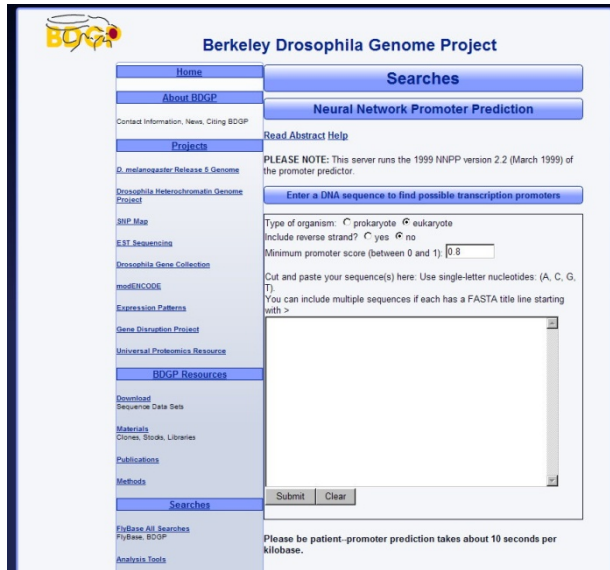 BDGP
Berkeley Drosophila Genome Project
Home
About BDGP
Contact Information, News, Citing BDGP
Projects
D. melanogaster Release 5 Genome
Drosophila Heterochromatin Genome
Project
SNP Map
EST Sequencing
Drosophila Gene Collection
modENCODE
Expression Patterns
Gene Disruption Project
Universal Proteomics Resource
BDGP Resources
Download
Sequence Data Sets
Materials
Clones, Stocks, Libraries
Publications
Methods
Searches
FlyBase All Searches
FlyBase, BDGP
Analysis Tools
Searches
Neural Network Promoter Prediction
Read Abstract Help
PLEASE NOTE: This server runs the 1999 NNPP version 2.2 (March 1999) of
the promoter predictor.
Enter a DNA sequence to find possible transcription promoters
Type of organism: prokaryote eukaryote
Include reverse strand? yes no
Minimum promoter score (between 0 and 1): 0.8
Cut and paste your sequence(s) here: Use single-letter nucleotides: (A, C, G,
T).
You can include multiple sequences if each has a FASTA title line starting
with >
Submit Clear
Please be patient--promoter prediction takes about 10 seconds per
kilobase.